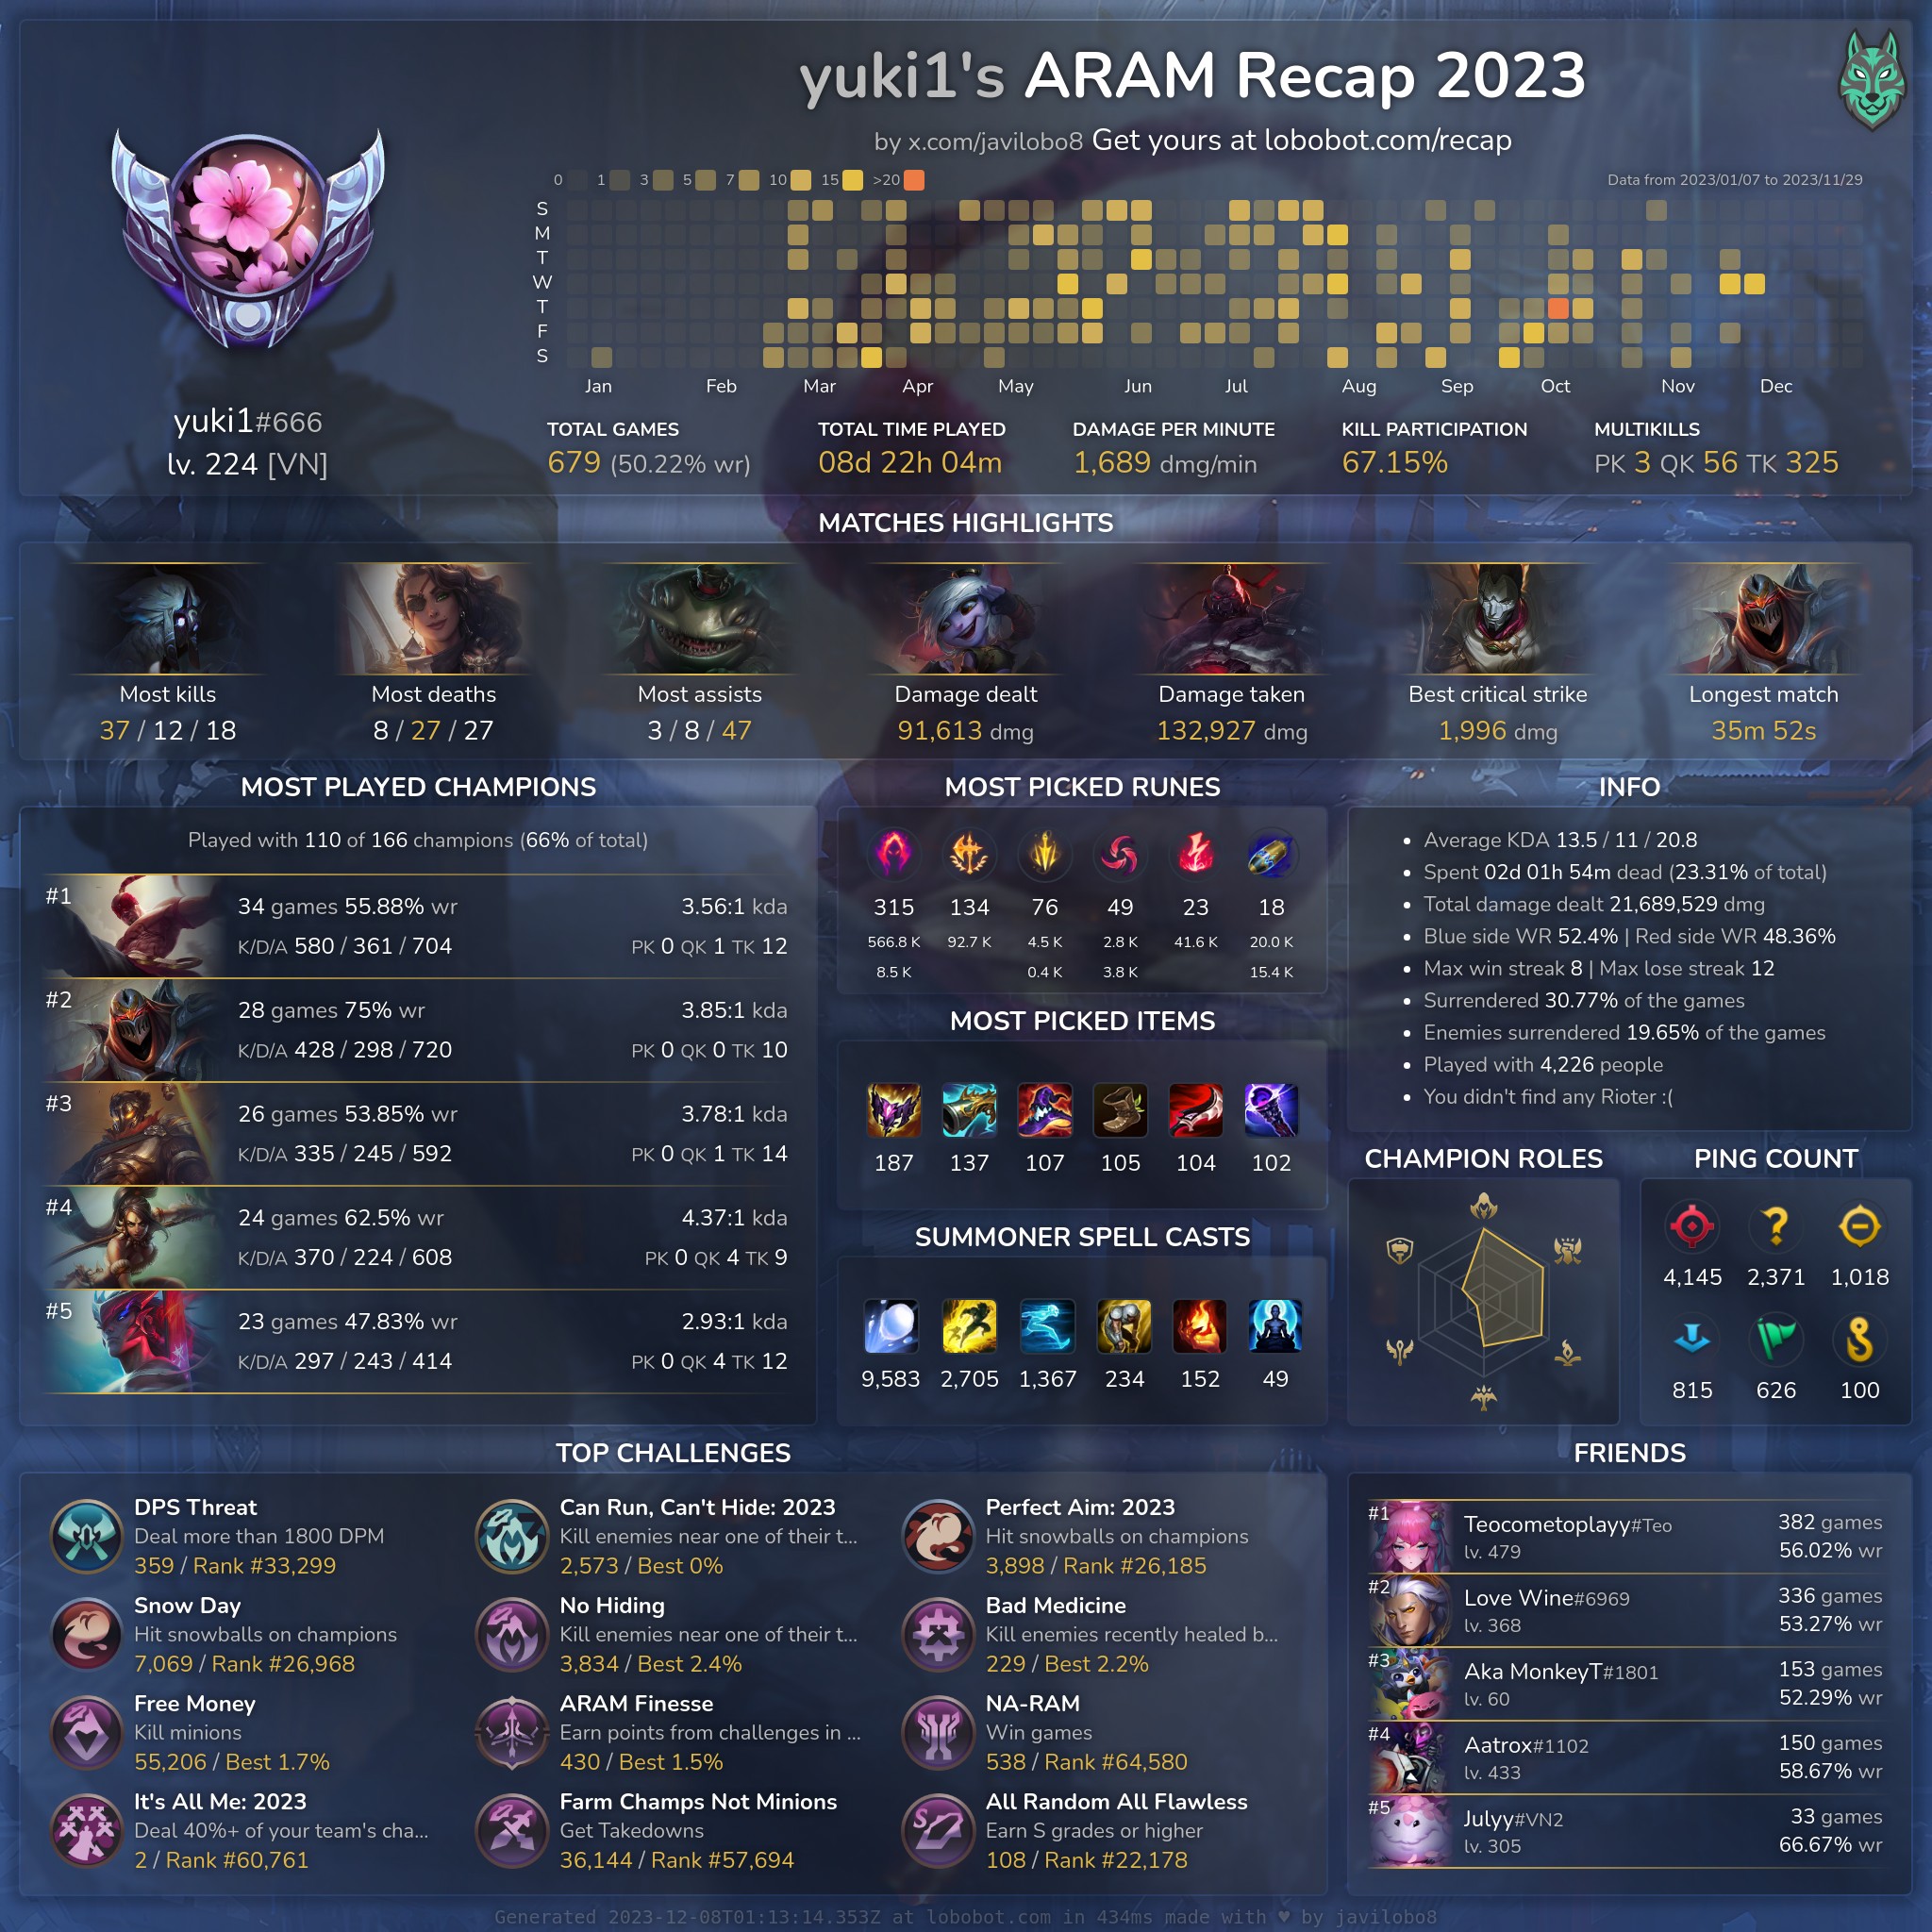 yuki1's ARAM Recap 2023
by x.com/javilobo8 Get yours at lobobot.com/recap
0 1 3 5 7 10 15 >20
Data from 2023/01/07 to 2023/11/29
S
M
T
W
T
F
S
Jan Feb Mar Apr May Jun Jul Aug Sep Oct Nov Dec
yuki1#666
lv. 224 [VN]
TOTAL GAMES
679 (50.22% wr)
TOTAL TIME PLAYED
08d 22h 04m
DAMAGE PER MINUTE
1,689 dmg/min
KILL PARTICIPATION
67.15%
MULTIKILLS
PK 3 QK 56 TK 325
MATCHES HIGHLIGHTS
Most kills
37 / 12 / 18
Most deaths
8 / 27 / 27
Most assists
3 / 8 / 47
Damage dealt
91,613 dmg
Damage taken
132,927 dmg
Best critical strike
1,996 dmg
Longest match
35m 52s
MOST PLAYED CHAMPIONS
Played with 110 of 166 champions (66% of total)
#1
34 games 55.88% wr
3.56:1 kda
K/D/A 580 / 361 / 704
PK 0 QK 1 TK 12
#2
28 games 75% wr
3.85:1 kda
K/D/A 428 / 298 / 720
PK 0 QK 0 TK 10
#3
26 games 53.85% wr
3.78:1 kda
K/D/A 335 / 245 / 592
PK 0 QK 1 TK 14
#4
24 games 62.5% wr
4.37:1 kda
K/D/A 370 / 224 / 608
PK 0 QK 4 TK 9
#5
23 games 47.83% wr
2.93:1 kda
K/D/A 297 / 243 / 414
PK 0 QK 4 TK 12
MOST PICKED RUNES
315 134 76 49 23 18
566.8 K 92.7 K 4.5 K 2.8 K 41.6 K 20.0 K
8.5 K 0.4 K 3.8 K 15.4 K
MOST PICKED ITEMS
187 137 107 105 104 102
SUMMONER SPELL CASTS
9,583 2,705 1,367 234 152 49
INFO
• Average KDA 13.5 / 11 / 20.8
• Spent 02d 01h 54m dead (23.31% of total)
• Total damage dealt 21,689,529 dmg
• Blue side WR 52.4% | Red side WR 48.36%
• Max win streak 8 | Max lose streak 12
• Surrendered 30.77% of the games
• Enemies surrendered 19.65% of the games
• Played with 4,226 people
• You didn't find any Rioter :(
CHAMPION ROLES
PING COUNT
4,145 2,371 1,018
815 626 100
TOP CHALLENGES
DPS Threat
Deal more than 1800 DPM
359 / Rank #33,299
Can Run, Can't Hide: 2023
Kill enemies near one of their t...
2,573 / Best 0%
Perfect Aim: 2023
Hit snowballs on champions
3,898 / Rank #26,185
Snow Day
Hit snowballs on champions
7,069 / Rank #26,968
No Hiding
Kill enemies near one of their t...
3,834 / Best 2.4%
Bad Medicine
Kill enemies recently healed b...
229 / Best 2.2%
Free Money
Kill minions
55,206 / Best 1.7%
ARAM Finesse
Earn points from challenges in ...
430 / Best 1.5%
NA-RAM
Win games
538 / Rank #64,580
It's All Me: 2023
Deal 40%+ of your team's cha...
2 / Rank #60,761
Farm Champs Not Minions
Get Takedowns
36,144 / Rank #57,694
All Random All Flawless
Earn S grades or higher
108 / Rank #22,178
FRIENDS
#1
Teocometoplayy#Teo
lv. 479
382 games
56.02% wr
#2
Love Wine#6969
lv. 368
336 games
53.27% wr
#3
Aka MonkeyT#1801
lv. 60
153 games
52.29% wr
#4
Aatrox#1102
lv. 433
150 games
58.67% wr
#5
Julyy#VN2
lv. 305
33 games
66.67% wr
Generated 2023-12-08T01:13:14.353Z at lobobot.com in 434ms made with ♥ by javilobo8